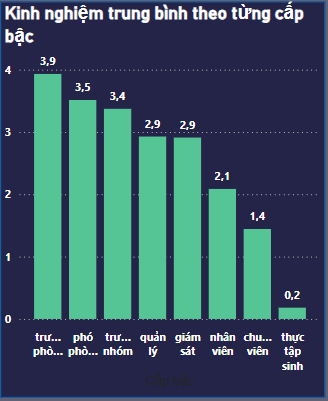 Kinh nghiệm trung bình theo từng cấp
bậc
4
3
2
1
0
3,9
3,5
3,4
2,9
2,9
2,1
1,4
0,2
trư...
phò...
phó
phò...
trư...
nhóm
quản
lý
giám
sát
nhân
viên
chu...
viên
thực
tập
sinh